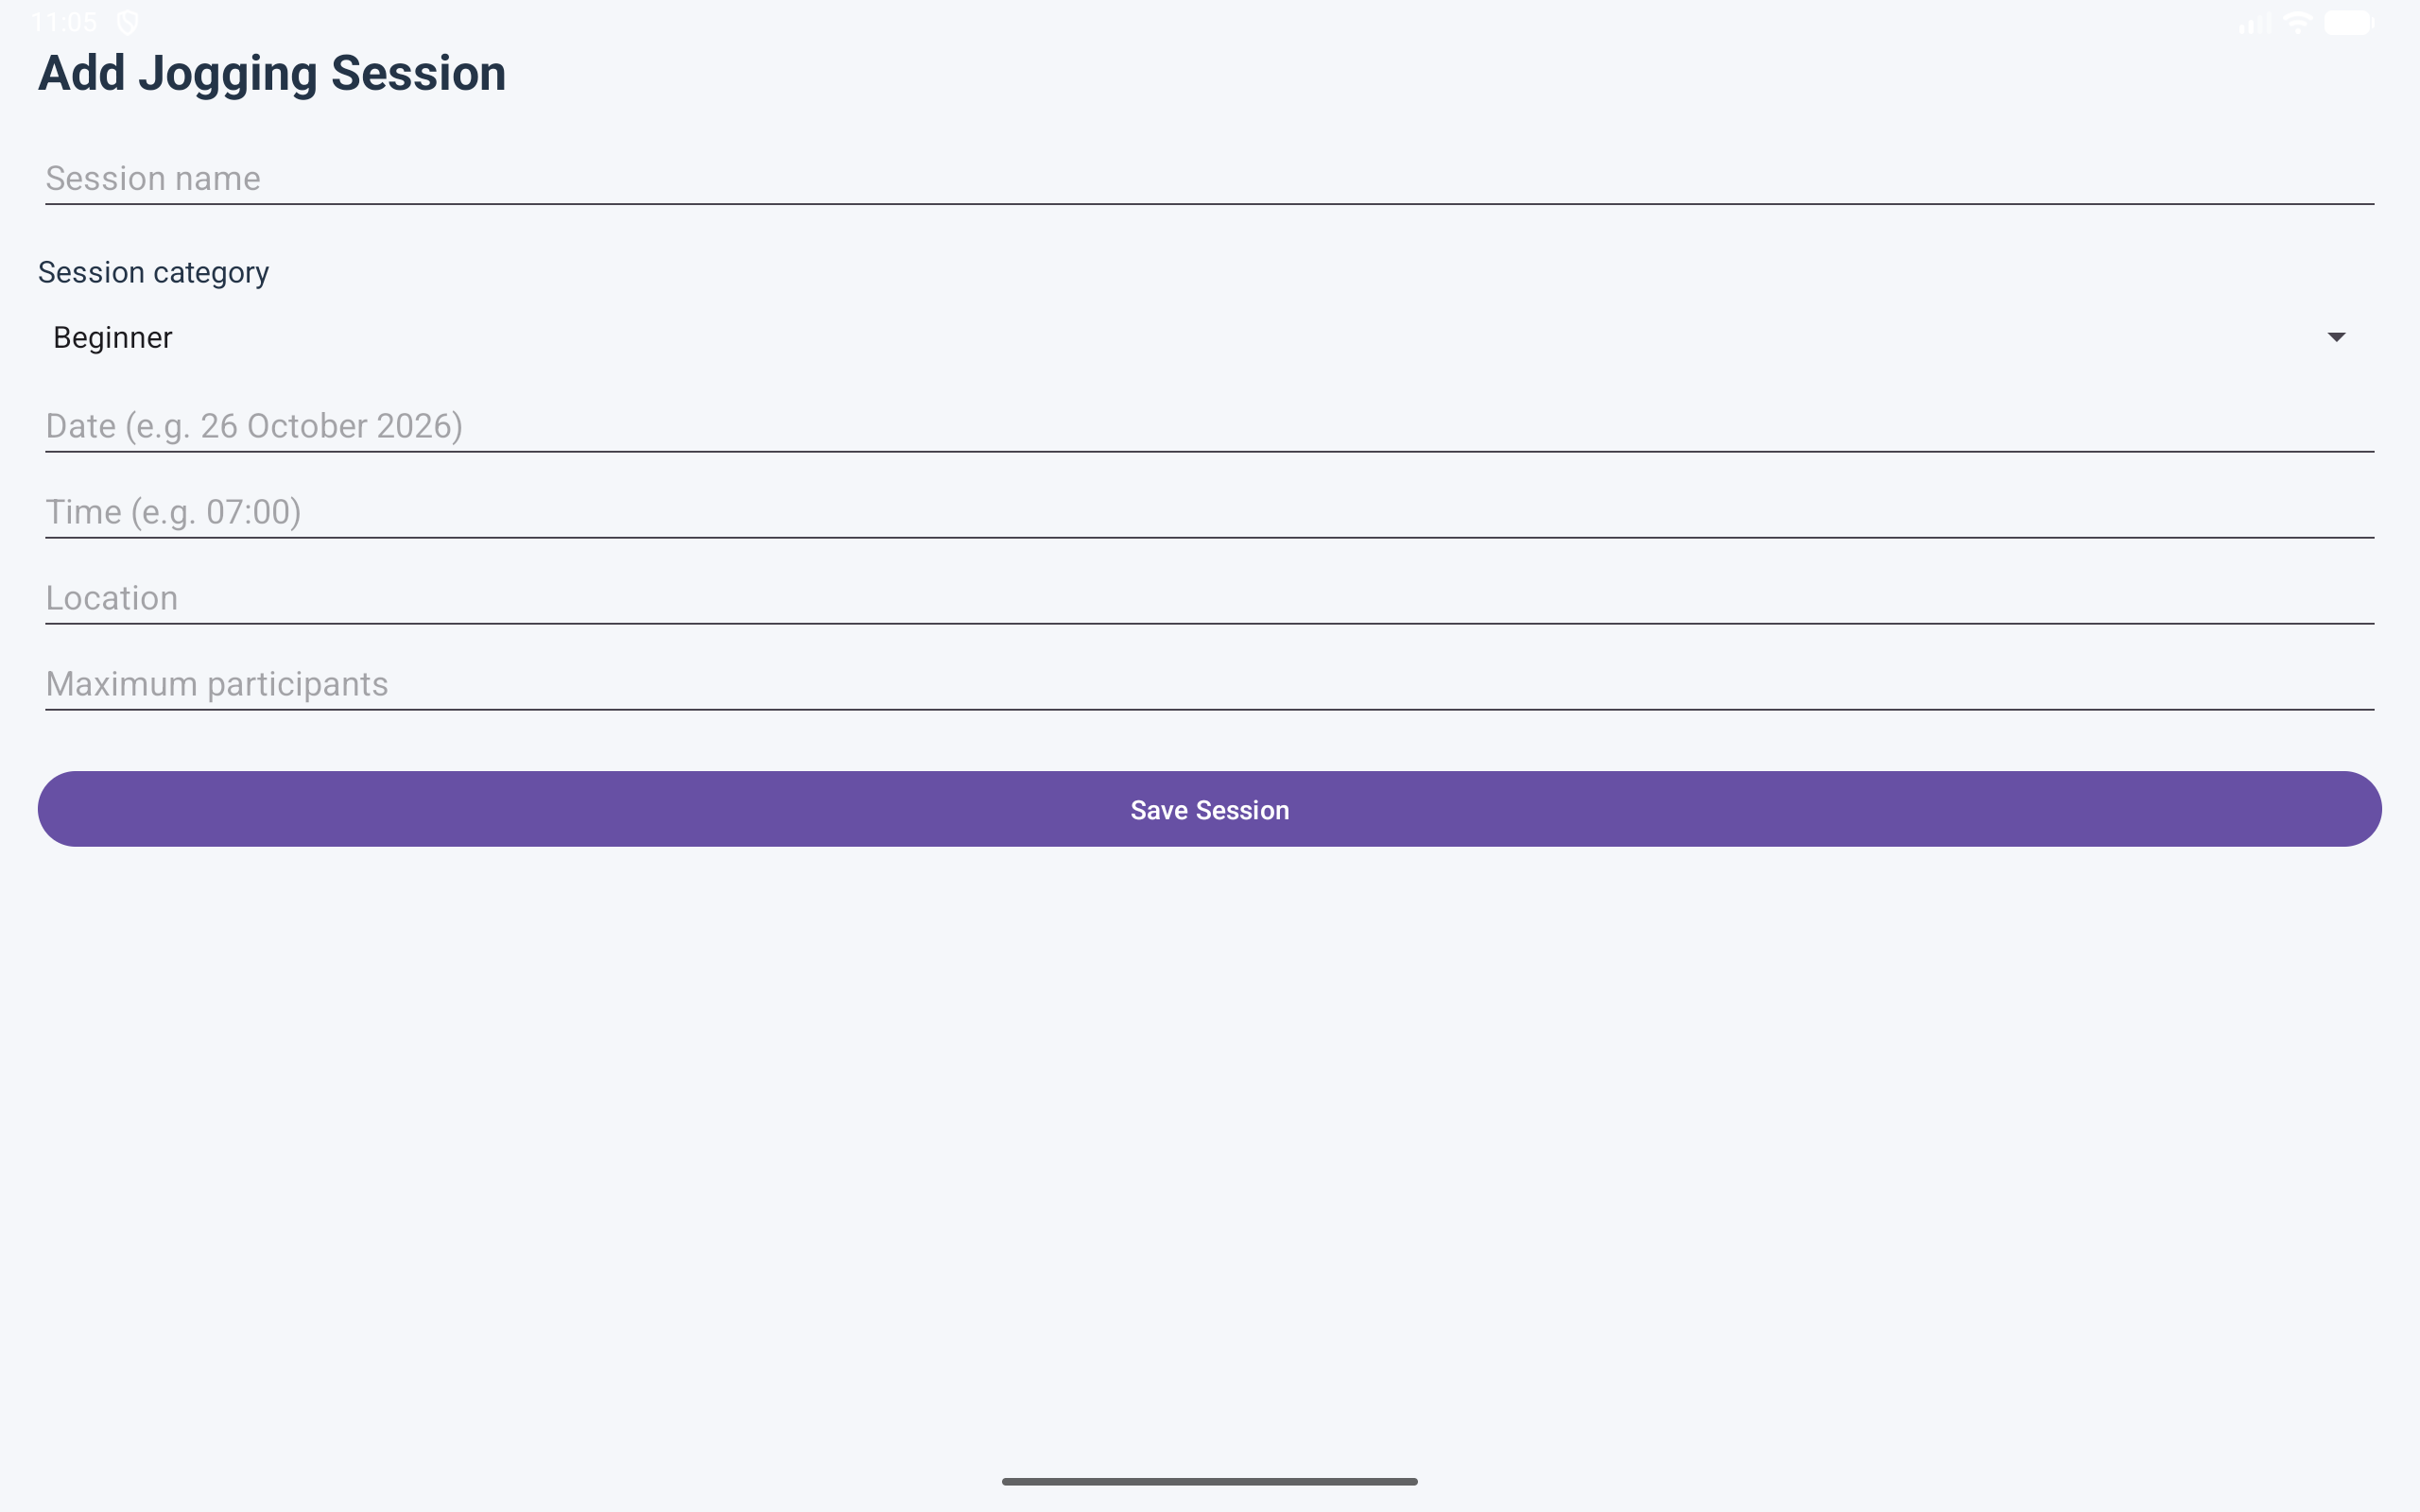 11:05
Add Jogging Session
Session name
Session category
Beginner
Date (e.g. 26 October 2026)
Time (e.g. 07:00)
Location
Maximum participants
Save Session